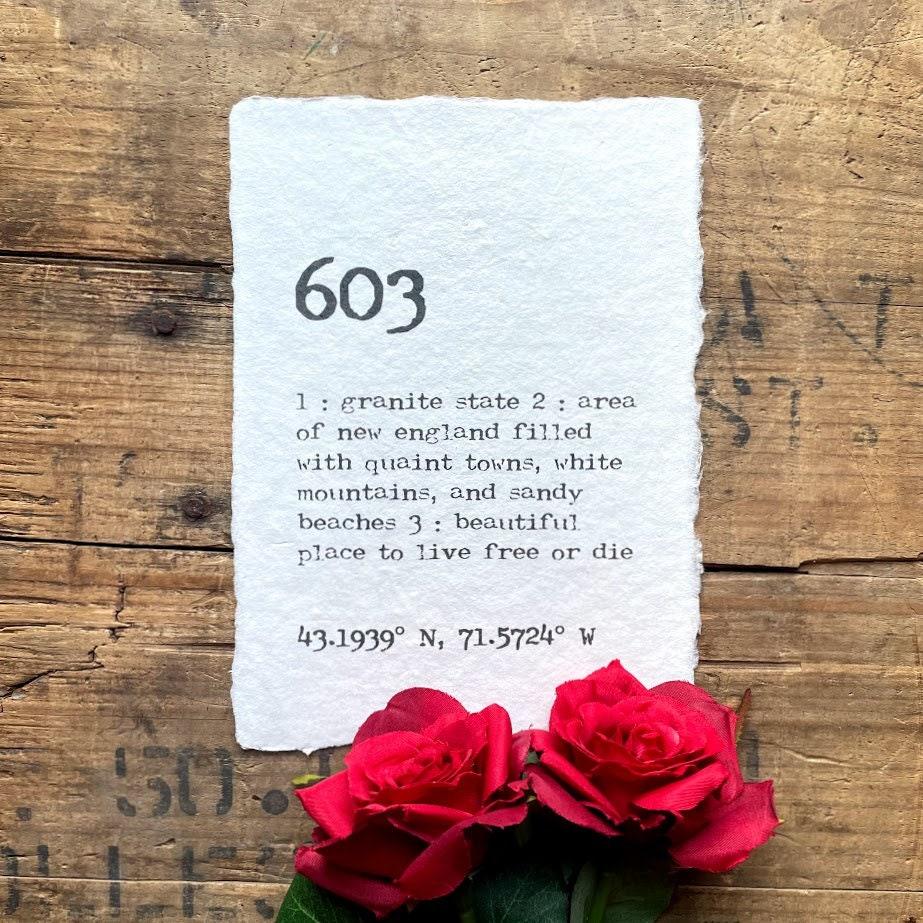 603
1 : granite state 2 : area
of new england filled
with quaint towns, white
mountains, and sandy
beaches 3 : beautiful
place to live free or die
43.1939° N, 71.5724° W